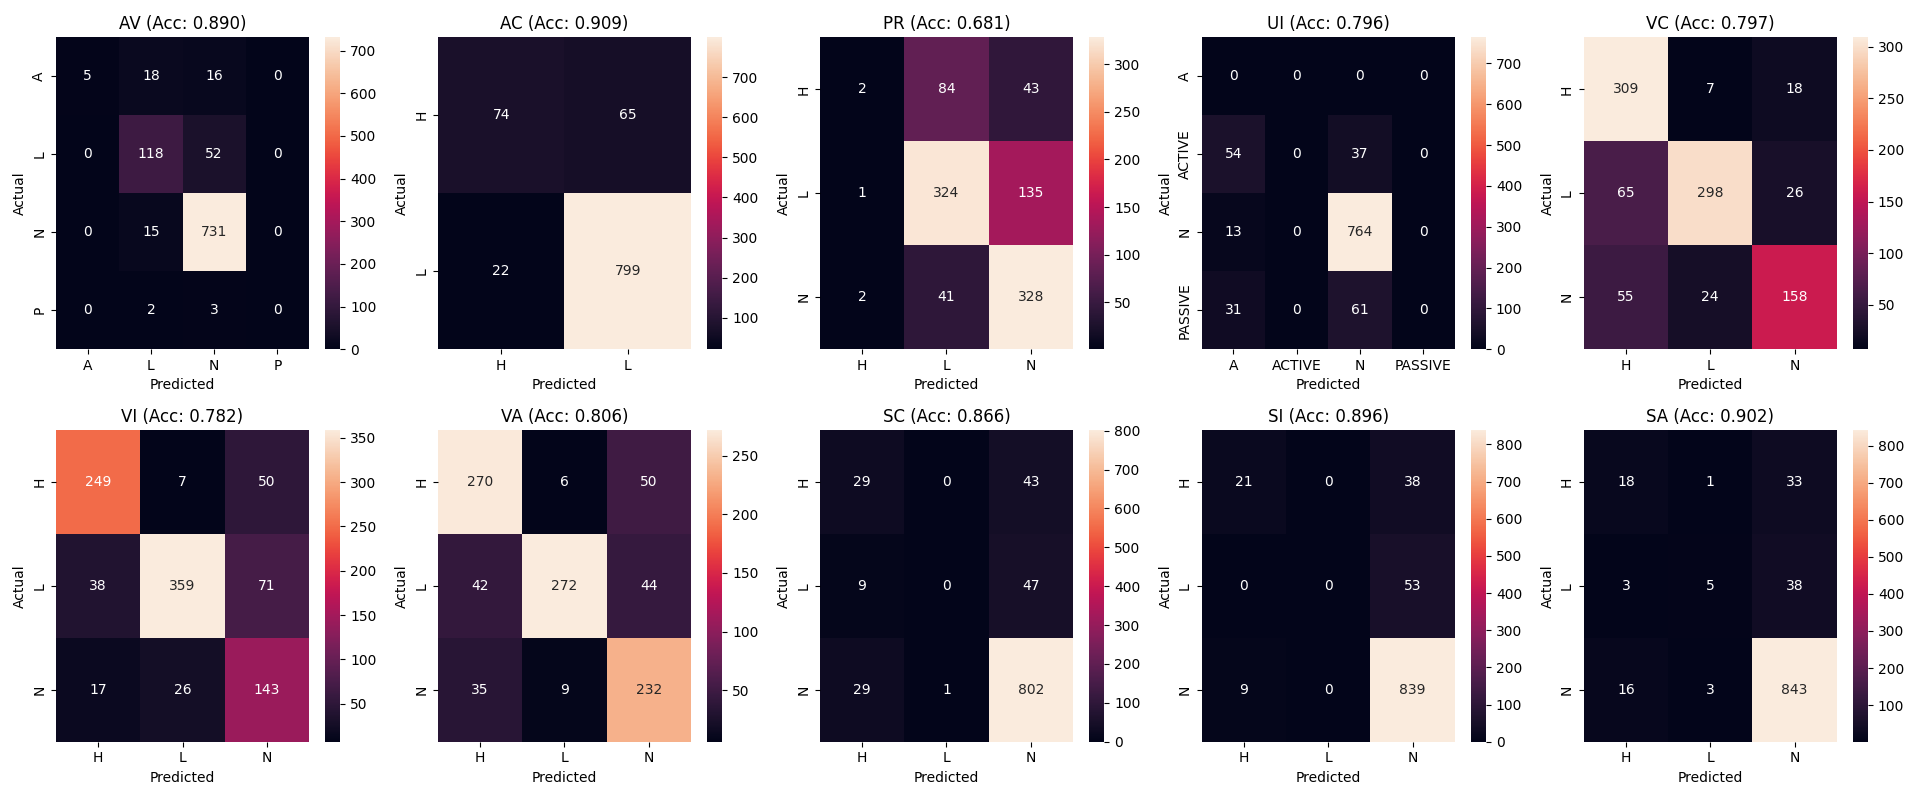 AV (Acc: 0.890)
700
600
500
400
300
200
100
0
A
L
N
P
Actual
5 18 16 0
0 118 52 0
0 15 731 0
0 2 3 0
A L N P
Predicted
AC (Acc: 0.909)
700
600
500
400
300
200
100
H
L
Actual
74 65
22 799
H L
Predicted
PR (Acc: 0.681)
300
250
200
150
100
50
H
L
N
Actual
2 84 43
1 324 135
2 41 328
H L N
Predicted
UI (Acc: 0.796)
700
600
500
400
300
200
100
0
A
ACTIVE
N
PASSIVE
Actual
0 0 0 0
54 0 37 0
13 0 764 0
31 0 61 0
A ACTIVE N PASSIVE
Predicted
VC (Acc: 0.797)
300
250
200
150
100
50
H
L
N
Actual
309 7 18
65 298 26
55 24 158
H L N
Predicted
VI (Acc: 0.782)
350
300
250
200
150
100
50
H
L
N
Actual
249 7 50
38 359 71
17 26 143
H L N
Predicted
VA (Acc: 0.806)
250
200
150
100
50
H
L
N
Actual
270 6 50
42 272 44
35 9 232
H L N
Predicted
SC (Acc: 0.866)
800
700
600
500
400
300
200
100
0
H
L
N
Actual
29 0 43
9 0 47
29 1 802
H L N
Predicted
SI (Acc: 0.896)
800
700
600
500
400
300
200
100
0
H
L
N
Actual
21 0 38
0 0 53
9 0 839
H L N
Predicted
SA (Acc: 0.902)
800
700
600
500
400
300
200
100
H
L
N
Actual
18 1 33
3 5 38
16 3 843
H L N
Predicted